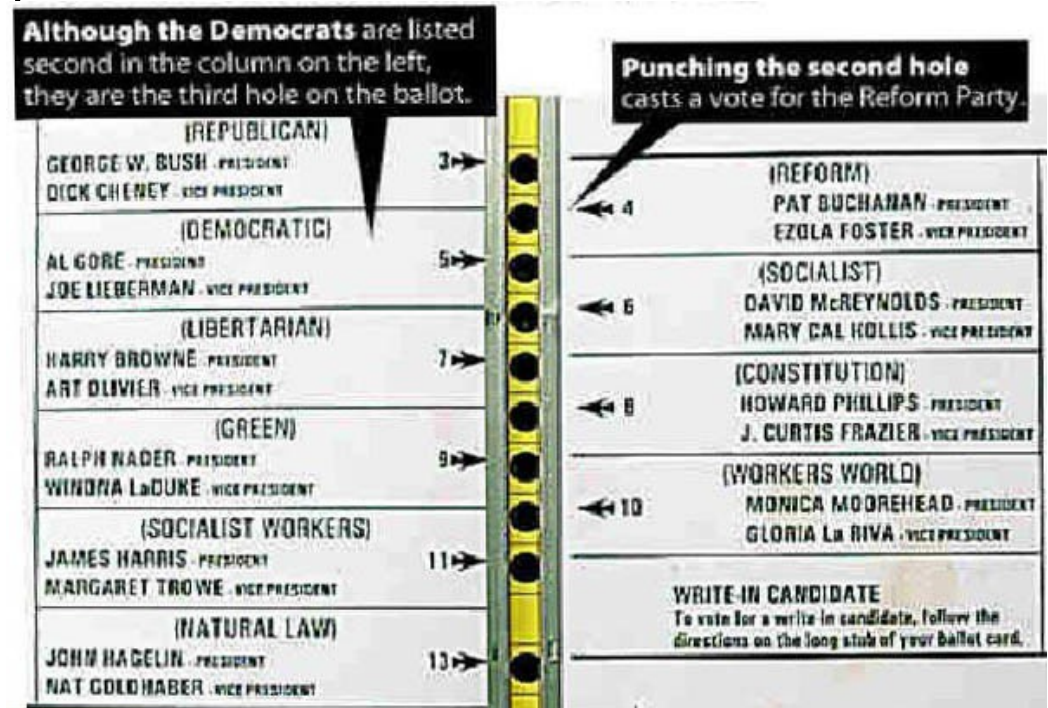 Although the Democrats are listed
second in the column on the left,
they are the third hole on the ballot.
Punching the second hole
casts a vote for the Reform Party.
(REPUBLICAN)
GEORGE W. BUSH - PRESIDENT
DICK CHENEY - VICE PRESIDENT
3
(DEMOCRATIC)
AL GORE - PRESIDENT
JOE LIEBERMAN - VICE PRESIDENT
5
(LIBERTARIAN)
HARRY BROWNE - PRESIDENT
ART OLIVIER - VICE PRESIDENT
7
(GREEN)
RALPH NADER - PRESIDENT
WINONA LaDUKE - VICE PRESIDENT
9
(SOCIALIST WORKERS)
JAMES HARRIS - PRESIDENT
MARGARET TROWE - VICE PRESIDENT
11
(NATURAL LAW)
JOHN HAGELIN - PRESIDENT
NAT GOLDHABER - VICE PRESIDENT
13
(REFORM)
4
PAT BUCHANAN - PRESIDENT
EZOLA FOSTER - VICE PRESIDENT
(SOCIALIST)
6
DAVID McREYNOLDS - PRESIDENT
MARY CAL HOLLIS - VICE PRESIDENT
(CONSTITUTION)
8
HOWARD PHILLIPS - PRESIDENT
J. CURTIS FRAZIER - VICE PRESIDENT
(WORKERS WORLD)
10
MONICA MOOREHEAD - PRESIDENT
GLORIA La RIVA - VICE PRESIDENT
WRITE-IN CANDIDATE
To vote for a write in candidate, follow the
directions on the long stub of your ballot card.